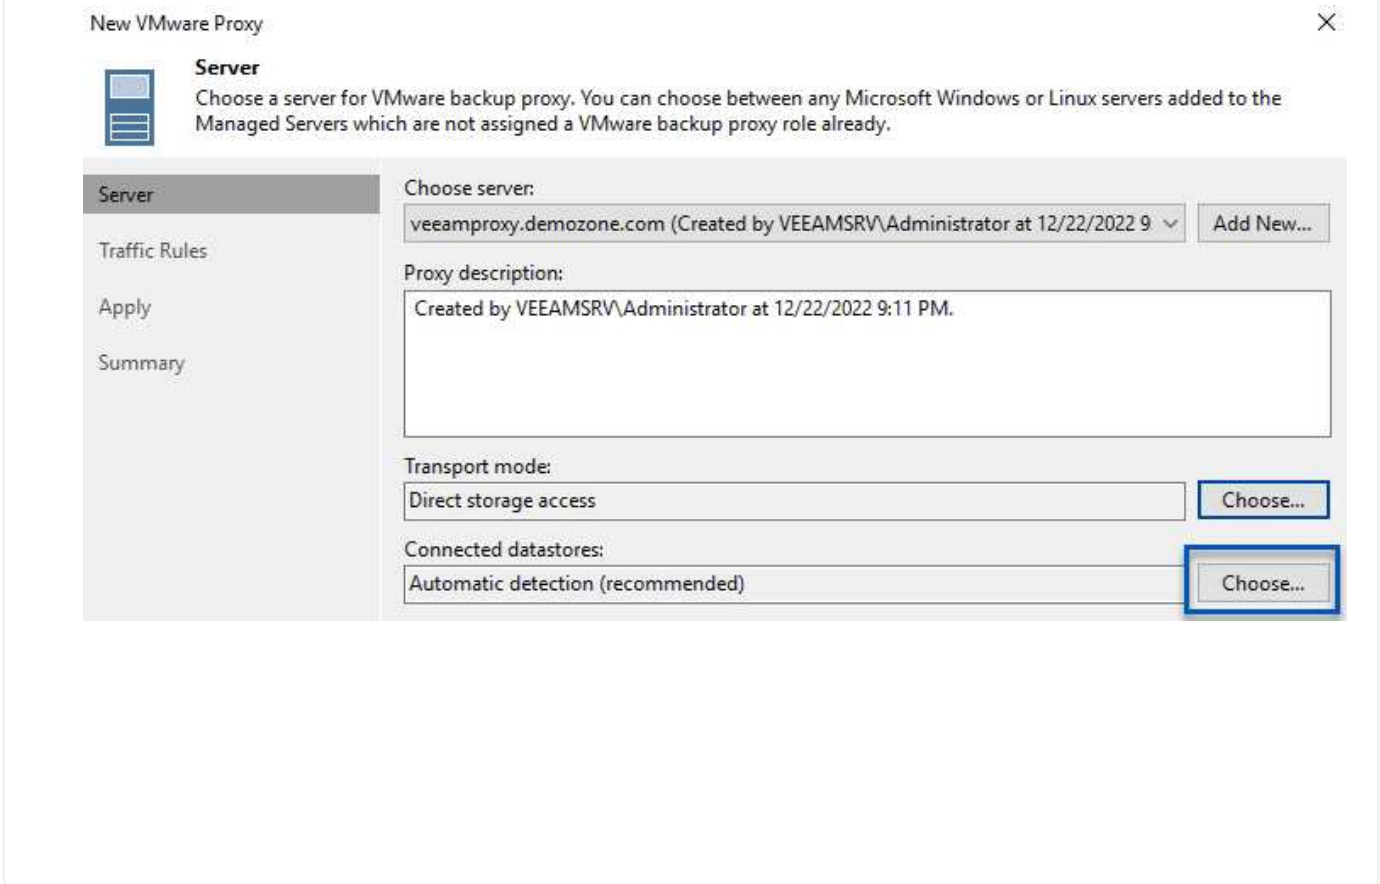 New VMware Proxy
Server
Choose a server for VMware backup proxy. You can choose between any Microsoft Windows or Linux servers added to the
Managed Servers which are not assigned a VMware backup proxy role already.
Server
Traffic Rules
Apply
Summary
Choose server:
veeamproxy.demozone.com (Created by VEEAMSRV\Administrator at 12/22/2022 9
Add New...
Proxy description:
Created by VEEAMSRV\Administrator at 12/22/2022 9:11 PM.
Transport mode:
Direct storage access
Choose...
Connected datastores:
Automatic detection (recommended)
Choose...